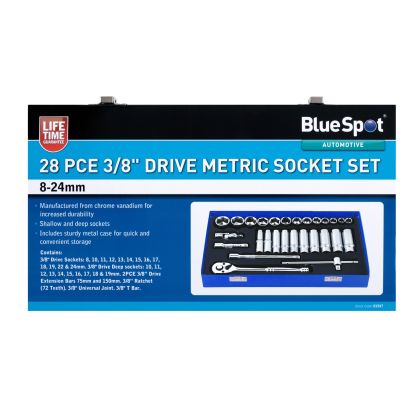 LIFE
TIME
GUARANTEE
BlueSpot
AUTOMOTIVE
28 PCE 3/8" DRIVE METRIC SOCKET SET
8-24mm
• Manufactured from chrome vanadium for
increased durability
• Shallow and deep sockets
• Includes sturdy metal case for quick and
convenient storage
Contains:
3/8" Drive Sockets: 8, 10, 11, 12, 13, 14, 15, 16, 17,
18, 19, 22 & 24mm. 3/8" Drive Deep sockets: 10, 11,
12, 13, 14, 15, 16, 17, 18 & 19mm. 2PCE 3/8" Drive
Extension Bars 75mm and 150mm. 3/8" Ratchet
(72 Teeth). 3/8" Universal Joint. 3/8" T Bar.